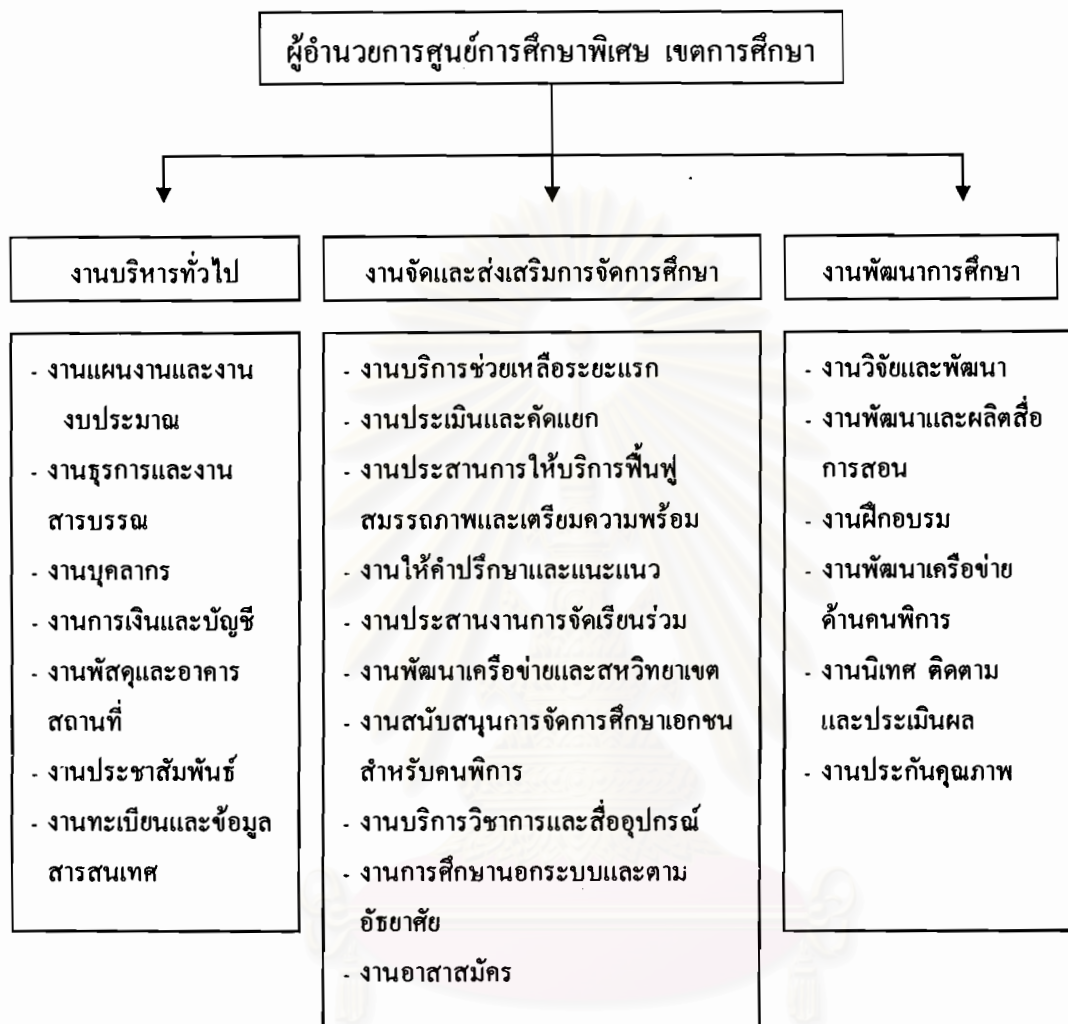 ผู้อำนวยการศูนย์การศึกษาพิเศษ เขตการศึกษา
งานบริหารทั่วไป
- งานแผนงานและงาน
งบประมาณ
- งานธุรการและงาน
สารบรรณ
- งานบุคลากร
- งานการเงินและบัญชี
- งานพัสดุและอาคาร
สถานที่
- งานประชาสัมพันธ์
- งานทะเบียนและข้อมูล
สารสนเทศ
งานจัดและส่งเสริมการจัดการศึกษา
- งานบริการช่วยเหลือระยะแรก
- งานประเมินและคัดแยก
- งานประสานการให้บริการฟื้นฟู
สมรรถภาพและเตรียมความพร้อม
- งานให้คำปรึกษาและแนะแนว
- งานประสานงานการจัดเรียนร่วม
- งานพัฒนาเครือข่ายและสหวิทยาเขต
- งานสนับสนุนการจัดการศึกษาเอกชน
สำหรับคนพิการ
- งานบริการวิชาการและสื่ออุปกรณ์
- งานการศึกษานอกระบบและตาม
อัธยาศัย
- งานอาสาสมัคร
งานพัฒนาการศึกษา
- งานวิจัยและพัฒนา
- งานพัฒนาและผลิตสื่อ
การสอน
- งานฝึกอบรม
- งานพัฒนาเครือข่าย
ด้านคนพิการ
- งานนิเทศ ติดตาม
และประเมินผล
- งานประกันคุณภาพ